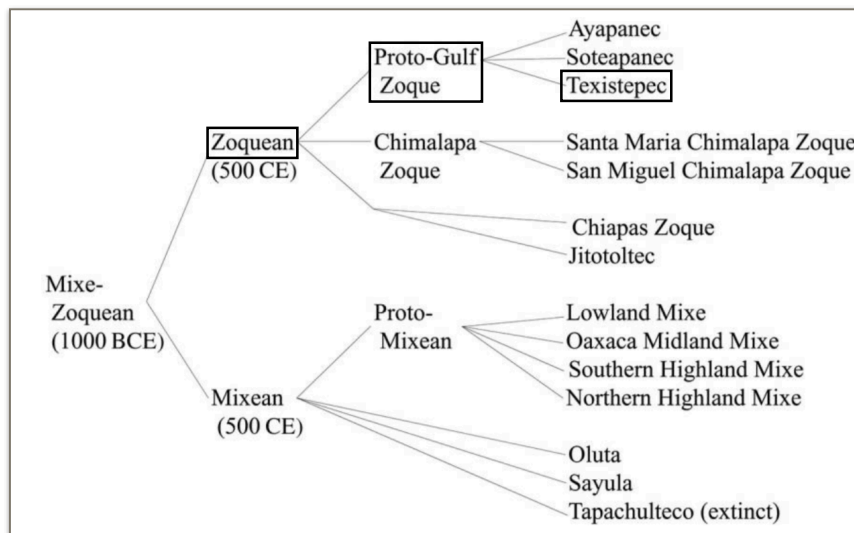 Ayapanec
Proto-Gulf
Zoque
Soteapanec
Texistepec
Zoquean
(500 CE)
Chimalapa
Zoque
Santa Maria Chimalapa Zoque
San Miguel Chimalapa Zoque
Chiapas Zoque
Jitotoltec
Mixe-
Zoquean
(1000 BCE)
Proto-
Mixean
Lowland Mixe
Oaxaca Midland Mixe
Southern Highland Mixe
Northern Highland Mixe
Mixean
(500 CE)
Oluta
Sayula
Tapachulteco (extinct)